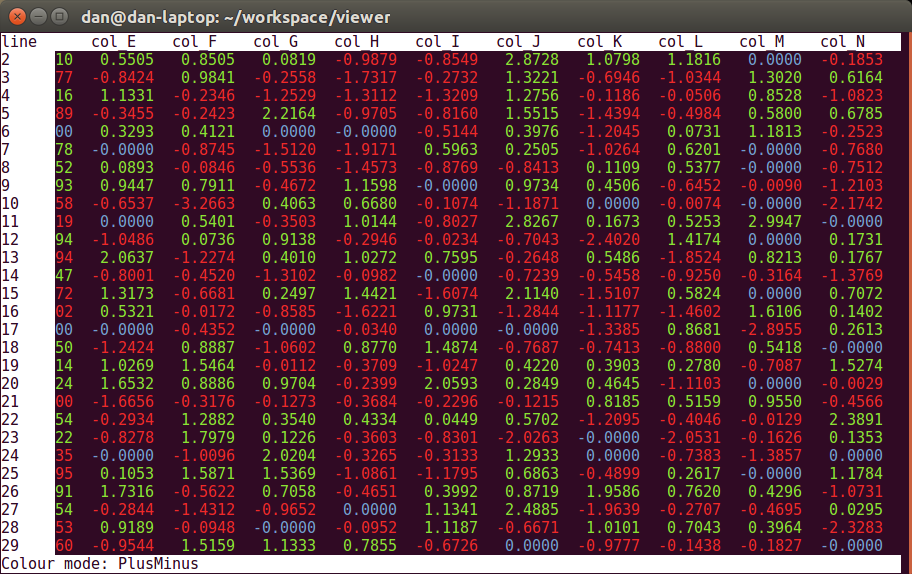 dan@dan-laptop: ~/workspace/viewer
line col_E col_F col_G col_H col_I col_J col_K col_L col_M col_N
2 10 0.5505 0.8505 0.0819 -0.9879 -0.8549 2.8728 1.0798 1.1816 0.0000 -0.1853
3 77 -0.8424 0.9841 -0.2558 -1.7317 -0.2732 1.3221 -0.6946 -1.0344 1.3020 0.6164
4 16 1.1331 -0.2346 -1.2529 -1.3112 -1.3209 1.2756 -0.1186 -0.0506 0.8528 -1.0823
5 89 -0.3455 -0.2423 2.2164 -0.9705 -0.8160 1.5515 -1.4394 -0.4984 0.5800 0.6785
6 00 0.3293 0.4121 0.0000 -0.0000 -0.5144 0.3976 -1.2045 0.0731 1.1813 -0.2523
7 78 -0.0000 -0.8745 -1.5120 -1.9171 0.5963 0.2505 -1.0264 0.6201 -0.0000 -0.7680
8 52 0.0893 -0.0846 -0.5536 -1.4573 -0.8769 -0.8413 0.1109 0.5377 -0.0000 -0.7512
9 93 0.9447 0.7911 -0.4672 1.1598 -0.0000 0.9734 0.4506 -0.6452 -0.0090 -1.2103
10 58 -0.6537 -3.2663 0.4063 0.6680 -0.1074 -1.1871 0.0000 -0.0074 -0.0000 -2.1742
11 19 0.0000 0.5401 -0.3503 1.0144 -0.8027 2.8267 0.1673 0.5253 2.9947 -0.0000
12 94 -1.0486 0.0736 0.9138 -0.2946 -0.0234 -0.7043 -2.4020 1.4174 0.0000 0.1731
13 94 2.0637 -1.2274 0.4010 1.0272 0.7595 -0.2648 0.5486 -1.8524 0.8213 0.1767
14 47 -0.8001 -0.4520 -1.3102 -0.0982 -0.0000 -0.7239 -0.5458 -0.9250 -0.3164 -1.3769
15 72 1.3173 -0.6681 0.2497 1.4421 -1.6074 2.1140 -1.5107 0.5824 0.0000 0.7072
16 02 0.5321 -0.0172 -0.8585 -1.6221 0.9731 -1.2844 -1.1177 -1.4602 1.6106 0.1402
17 00 -0.0000 -0.4352 -0.0000 -0.0340 0.0000 -0.0000 -1.3385 0.8681 -2.8955 0.2613
18 50 -1.2424 0.8887 -1.0602 0.8770 1.4874 -0.7687 -0.7413 -0.8800 0.5418 -0.0000
19 14 1.0269 1.5464 -0.0112 -0.3709 -1.0247 0.4220 0.3903 0.2780 -0.7087 1.5274
20 24 1.6532 0.8886 0.9704 -0.2399 2.0593 0.2849 0.4645 -1.1103 0.0000 -0.0029
21 00 -1.6656 -0.3176 -0.1273 -0.3684 -0.2296 -0.1215 0.8185 0.5159 0.9550 -0.4566
22 54 -0.2934 1.2882 0.3540 0.4334 0.0449 0.5702 -1.2095 -0.4046 -0.0129 2.3891
23 22 -0.8278 1.7979 0.1226 -0.3603 -0.8301 -2.0263 -0.0000 -2.0531 -0.1626 0.1353
24 35 -0.0000 -1.0096 2.0204 -0.3265 -0.3133 1.2933 0.0000 -0.7383 -1.3857 0.0000
25 95 0.1053 1.5871 1.5369 -1.0861 -1.1795 0.6863 -0.4899 0.2617 -0.0000 1.1784
26 91 1.7316 -0.5622 0.7058 -0.4651 0.3992 0.8719 1.9586 0.7620 0.4296 -1.0731
27 54 -0.2844 -1.4312 -0.9652 0.0000 1.1341 2.4885 -1.9639 -0.2707 -0.4695 0.0295
28 53 0.9189 -0.0948 -0.0000 -0.0952 1.1187 -0.6671 1.0101 0.7043 0.3964 -2.3283
29 60 -0.9544 1.5159 1.1333 0.7855 -0.6726 0.0000 -0.9777 -0.1438 -0.1827 -0.0000
Colour mode: PlusMinus